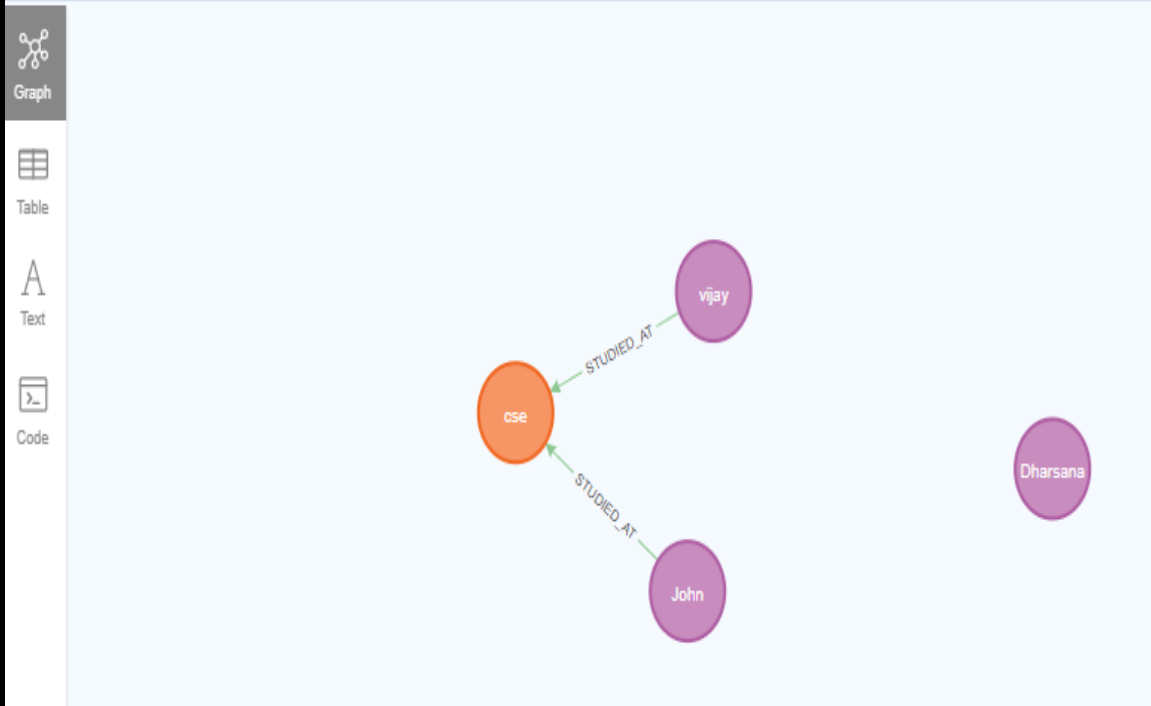 Graph
Table
Text
Code
vijay
STUDIED_AT
cse
STUDIED_AT
John
Dharsana